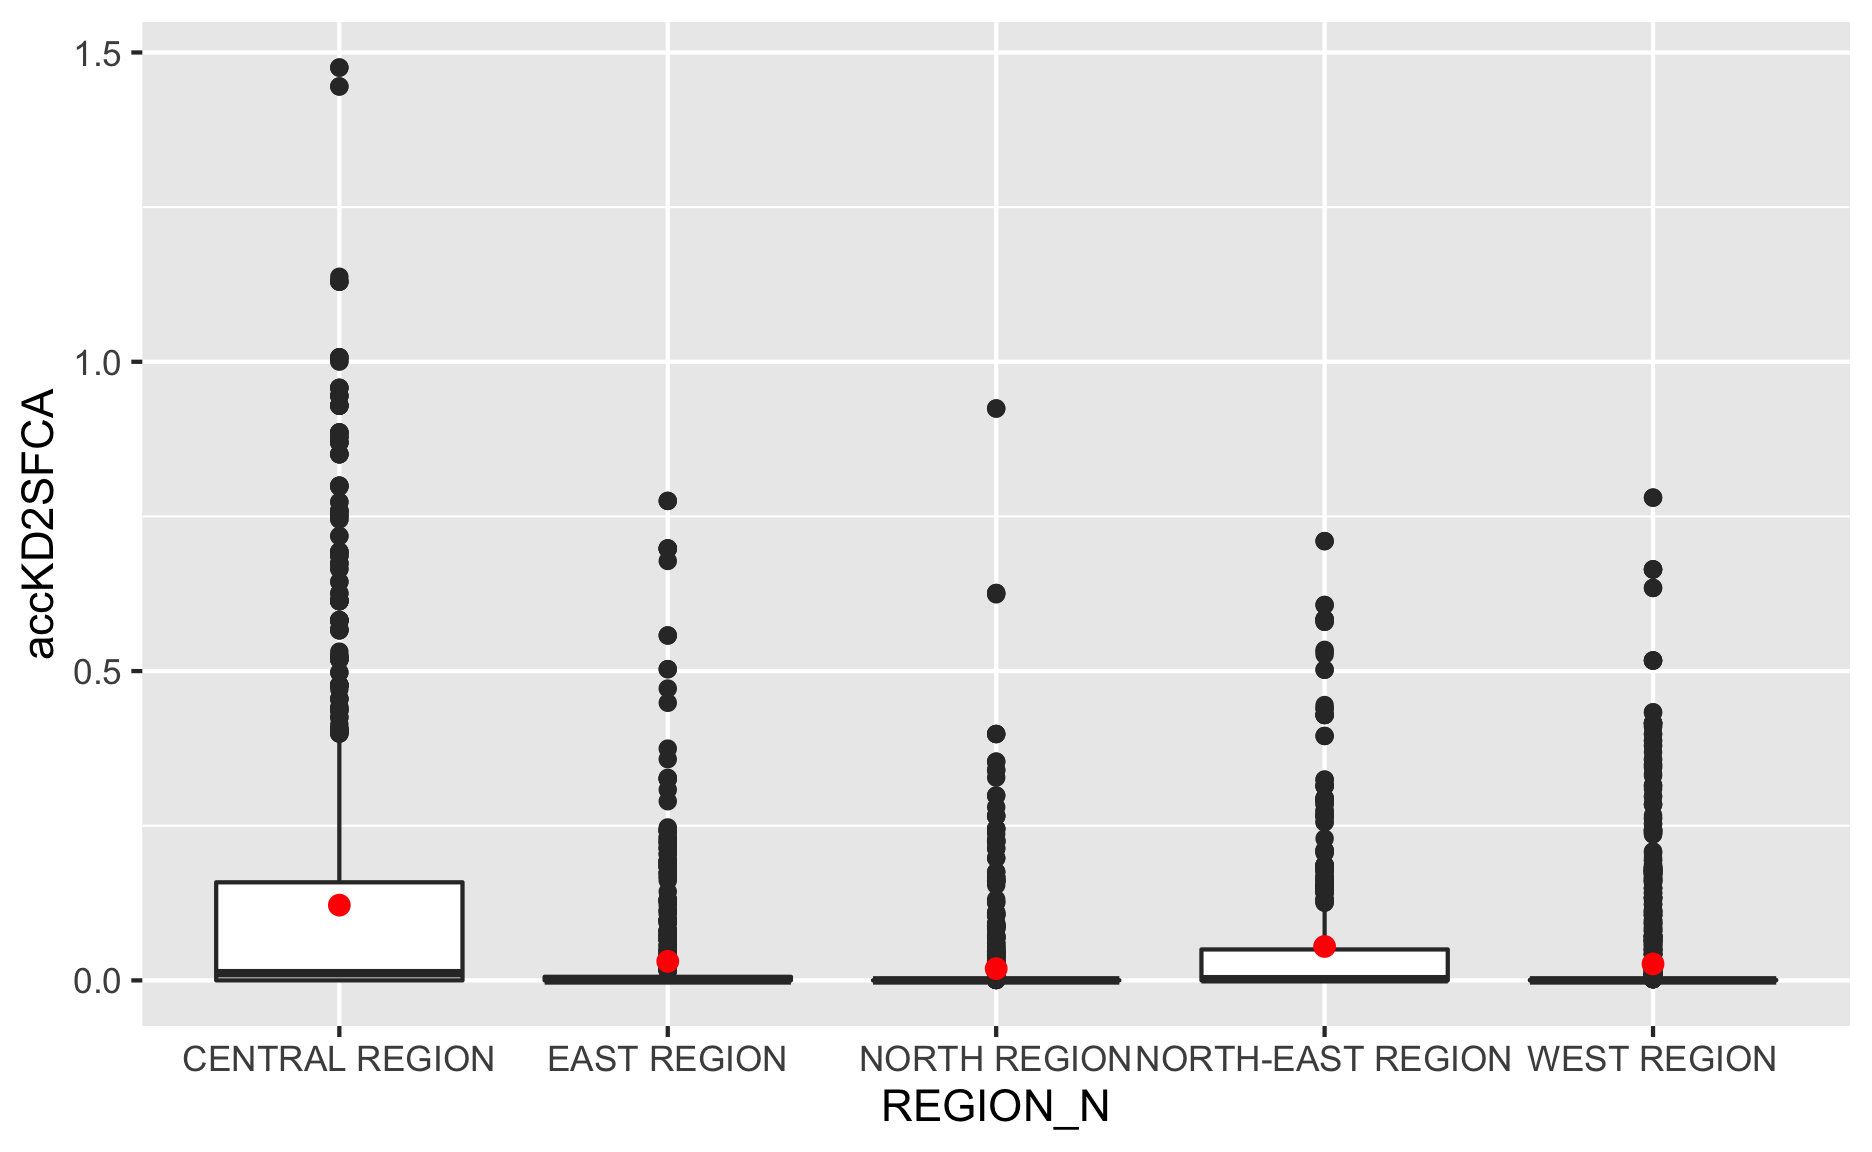 accKD2SFCA
1.5
1.0
0.5
0.0
CENTRAL REGION EAST REGION NORTH REGION NORTH-EAST REGION WEST REGION
REGION_N